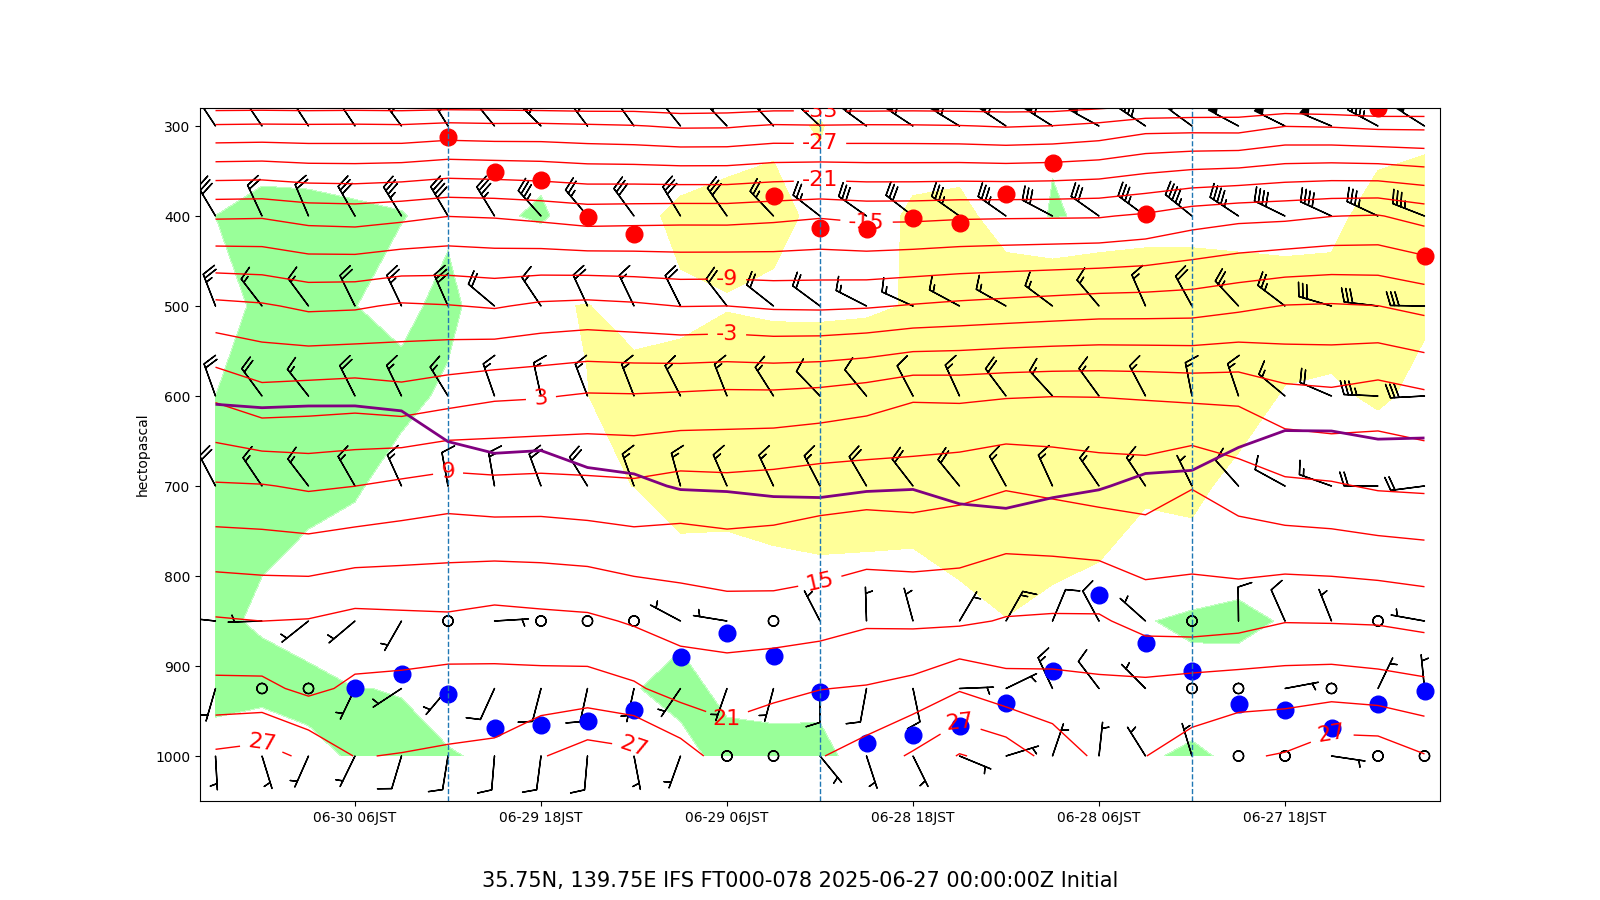 -33
300
-27
-21
400
-15
-9
500
-3
600
3
hectopascal
9
700
800
15
900
21
27
27
27
27
1000
06-30 06JST
06-29 18JST
06-29 06JST
06-28 18JST
06-28 06JST
06-27 18JST
35.75N, 139.75E IFS FT000-078 2025-06-27 00:00:00Z Initial